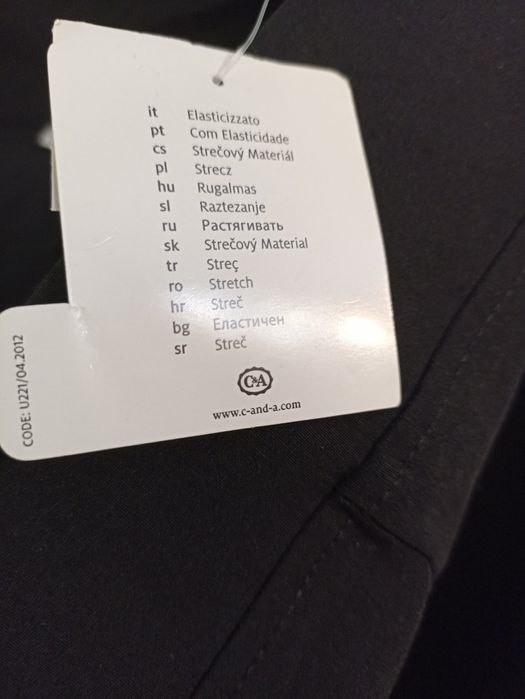 it Elasticizzato
pt Com Elasticidade
cs Strečový Materiál
pl Strecz
hu Rugalmas
sl Raztezanje
ru Растягивать
sk Strečový Material
tr Streç
ro Stretch
hr Streč
bg Еластичен
sr Streč
C&A
www.c-and-a.com
CODE: U221/04.2012